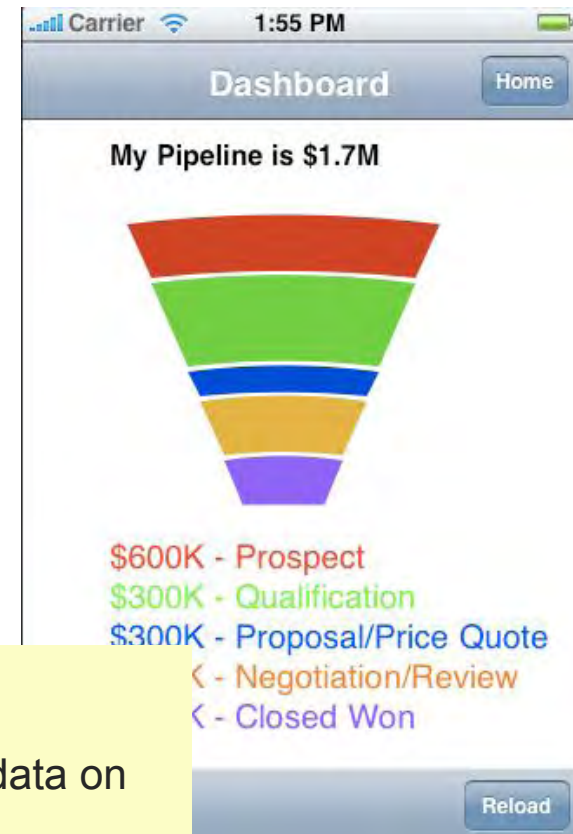 Carrier 1:55 PM
Dashboard Home
My Pipeline is $1.7M
$600K - Prospect
$300K - Qualification
$300K - Proposal/Price Quote
K - Negotiation/Review
K - Closed Won
data on
Reload